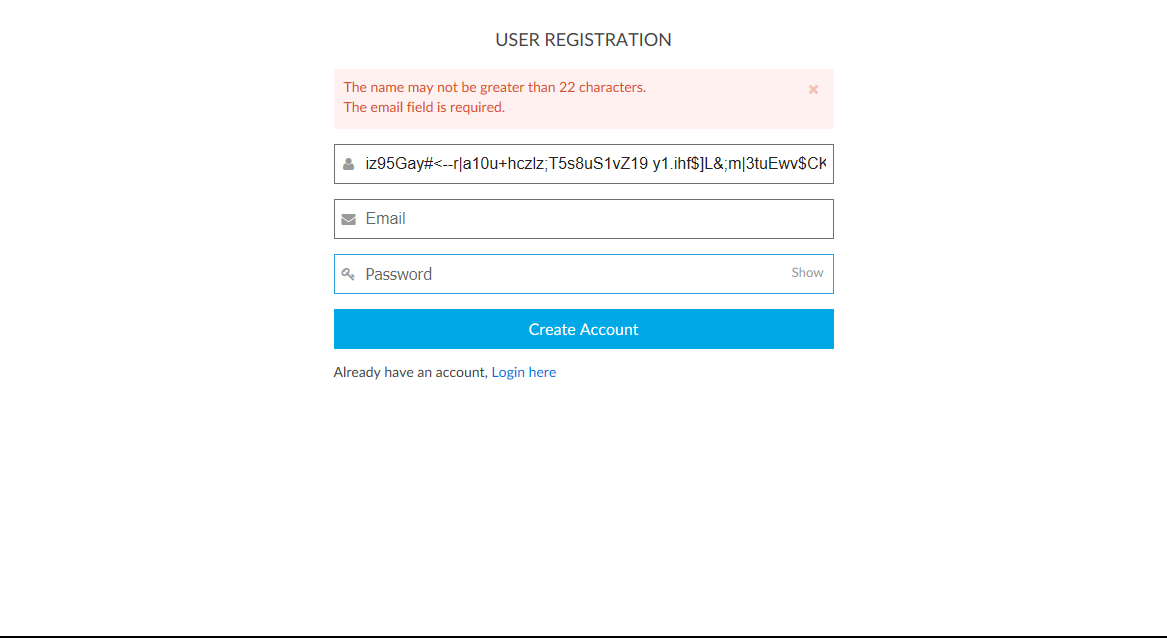 USER REGISTRATION
The name may not be greater than 22 characters.
The email field is required.
iz95Gay#<--r|a10u+hczlz;T5s8uS1vZ19 y1.ihf$]L&;m|3tuEwv$CK
Email
Password Show
Create Account
Already have an account, Login here